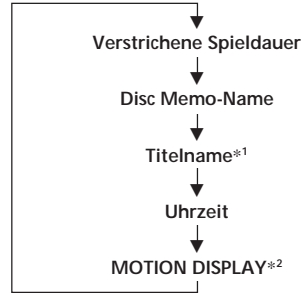 Verstrichene Spieldauer
Disc Memo-Name
Titelname*1
Uhrzeit
MOTION DISPLAY*2